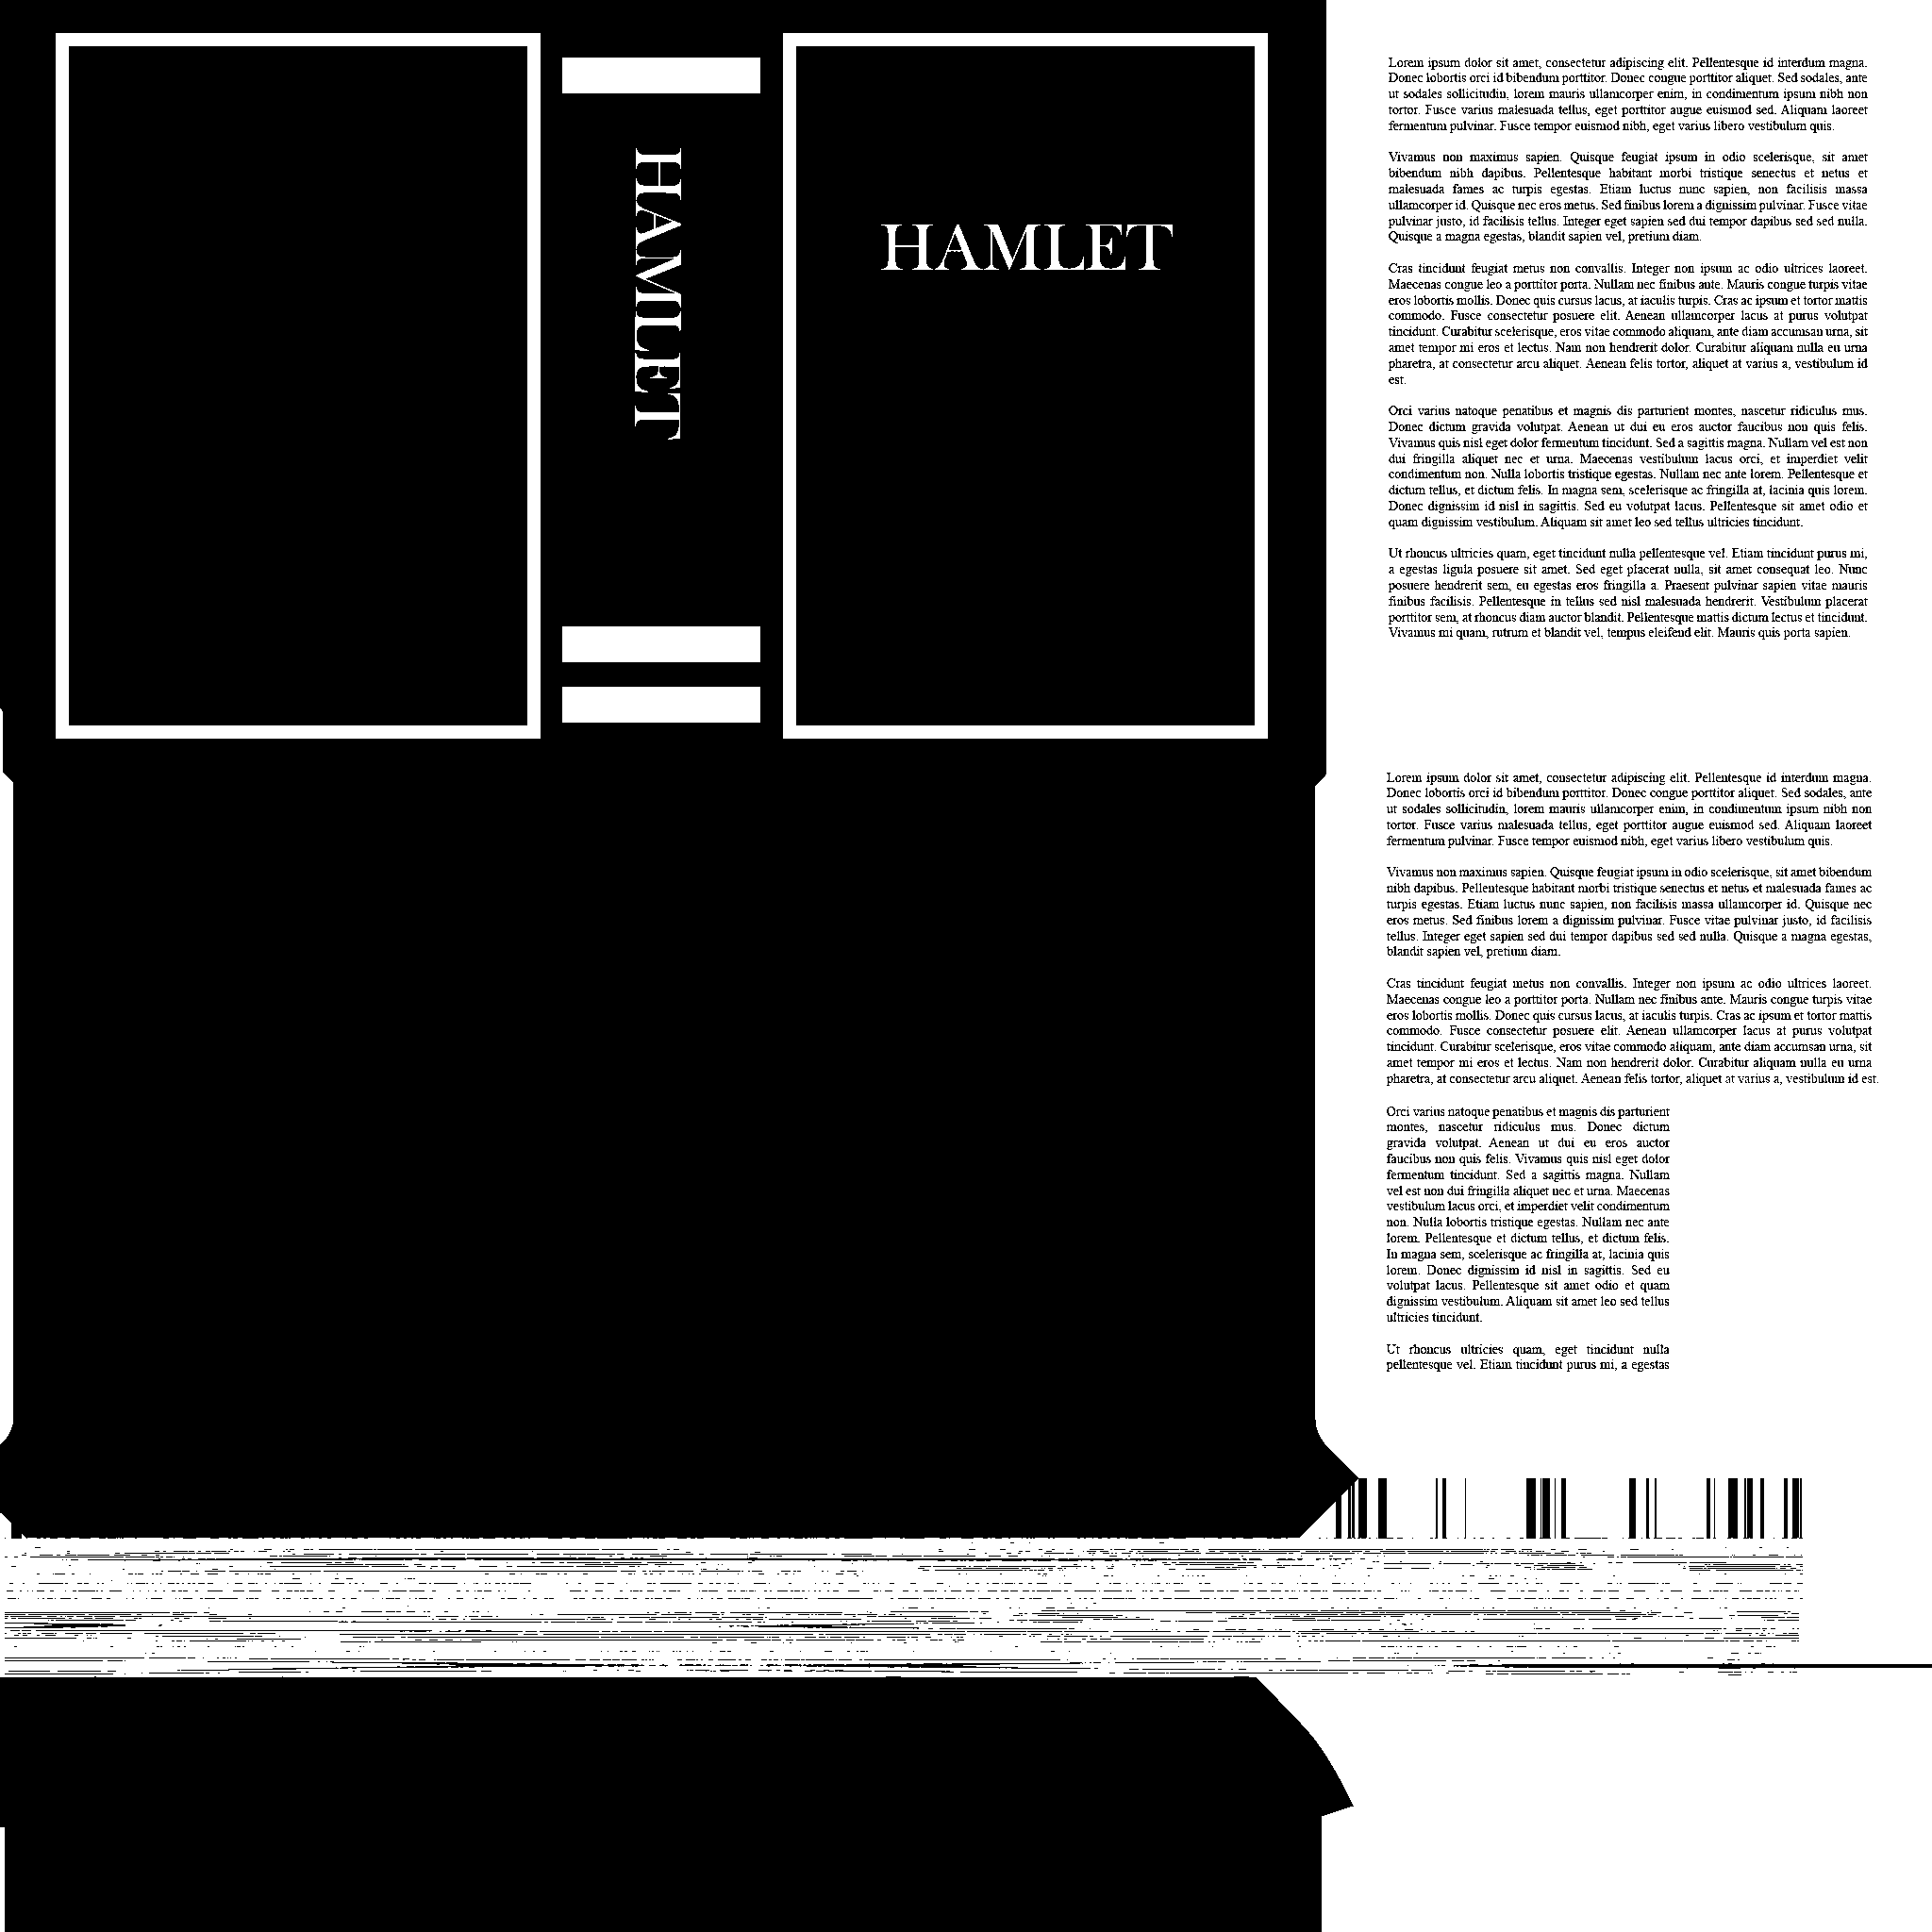 HAMLET
HAMLET
Lorem ipsum dolor sit amet, consectetur adipiscing elit. Pellentesque id interdum magna.
Donec lobortis orci id bibendum porttitor. Donec congue porttitor aliquet. Sed sodales, ante
ut sodales sollicitudin, lorem mauris ullamcorper enim, in condimentum ipsum nibh non
tortor. Fusce varius malesuada tellus, eget porttitor augue euismod sed. Aliquam laoreet
fermentum pulvinar. Fusce tempor euismod nibh, eget varius libero vestibulum quis.
Vivamus non maximus sapien. Quisque feugiat ipsum in odio scelerisque, sit amet
bibendum nibh dapibus. Pellentesque habitant morbi tristique senectus et netus et
malesuada fames ac turpis egestas. Etiam luctus nunc sapien, non facilisis massa
ullamcorper id. Quisque nec eros metus. Sed finibus lorem a dignissim pulvinar. Fusce vitae
pulvinar justo, id facilisis tellus. Integer eget sapien sed dui tempor dapibus sed sed nulla.
Quisque a magna egestas, blandit sapien vel, pretium diam.
Cras tincidunt feugiat metus non convallis. Integer non ipsum ac odio ultrices laoreet.
Maecenas congue leo a porttitor porta. Nullam nec finibus ante. Mauris congue turpis vitae
eros lobortis mollis. Donec quis cursus lacus, at iaculis turpis. Cras ac ipsum et tortor mattis
commodo. Fusce consectetur posuere elit. Aenean ullamcorper lacus at purus volutpat
tincidunt. Curabitur scelerisque, eros vitae commodo aliquam, ante diam accumsan urna, sit
amet tempor mi eros et lectus. Nam non hendrerit dolor. Curabitur aliquam nulla eu urna
pharetra, at consectetur arcu aliquet. Aenean felis tortor, aliquet at varius a, vestibulum id
est.
Orci varius natoque penatibus et magnis dis parturient montes, nascetur ridiculus mus.
Donec dictum gravida volutpat. Aenean ut dui eu eros auctor faucibus non quis felis.
Vivamus quis nisl eget dolor fermentum tincidunt. Sed a sagittis magna. Nullam vel est non
dui fringilla aliquet nec et urna. Maecenas vestibulum lacus orci, et imperdiet velit
condimentum non. Nulla lobortis tristique egestas. Nullam nec ante lorem. Pellentesque et
dictum tellus, et dictum felis. In magna sem, scelerisque ac fringilla at, lacinia quis lorem.
Donec dignissim id nisl in sagittis. Sed eu volutpat lacus. Pellentesque sit amet odio et
quam dignissim vestibulum. Aliquam sit amet leo sed tellus ultricies tincidunt.
Ut rhoncus ultricies quam, eget tincidunt nulla pellentesque vel. Etiam tincidunt purus mi,
a egestas ligula posuere sit amet. Sed eget placerat nulla, sit amet consequat leo. Nunc
posuere hendrerit sem, eu egestas eros fringilla a. Praesent pulvinar sapien vitae mauris
finibus facilisis. Pellentesque in tellus sed nisl malesuada hendrerit. Vestibulum placerat
porttitor sem, at rhoncus diam auctor blandit. Pellentesque mattis dictum lectus et tincidunt.
Vivamus mi quam, rutrum et blandit vel, tempus eleifend elit. Mauris quis porta sapien.
Lorem ipsum dolor sit amet, consectetur adipiscing elit. Pellentesque id interdum magna.
Donec lobortis orci id bibendum porttitor. Donec congue porttitor aliquet. Sed sodales, ante
ut sodales sollicitudin, lorem mauris ullamcorper enim, in condimentum ipsum nibh non
tortor. Fusce varius malesuada tellus, eget porttitor augue euismod sed. Aliquam laoreet
fermentum pulvinar. Fusce tempor euismod nibh, eget varius libero vestibulum quis.
Vivamus non maximus sapien. Quisque feugiat ipsum in odio scelerisque, sit amet bibendum
nibh dapibus. Pellentesque habitant morbi tristique senectus et netus et malesuada fames ac
turpis egestas. Etiam luctus nunc sapien, non facilisis massa ullamcorper id. Quisque nec
eros metus. Sed finibus lorem a dignissim pulvinar. Fusce vitae pulvinar justo, id facilisis
tellus. Integer eget sapien sed dui tempor dapibus sed sed nulla. Quisque a magna egestas,
blandit sapien vel, pretium diam.
Cras tincidunt feugiat metus non convallis. Integer non ipsum ac odio ultrices laoreet.
Maecenas congue leo a porttitor porta. Nullam nec finibus ante. Mauris congue turpis vitae
eros lobortis mollis. Donec quis cursus lacus, at iaculis turpis. Cras ac ipsum et tortor mattis
commodo. Fusce consectetur posuere elit. Aenean ullamcorper lacus at purus volutpat
tincidunt. Curabitur scelerisque, eros vitae commodo aliquam, ante diam accumsan urna, sit
amet tempor mi eros et lectus. Nam non hendrerit dolor. Curabitur aliquam nulla eu urna
pharetra, at consectetur arcu aliquet. Aenean felis tortor, aliquet at varius a, vestibulum id est.
Orci varius natoque penatibus et magnis dis parturient
montes, nascetur ridiculus mus. Donec dictum
gravida volutpat. Aenean ut dui eu eros auctor
faucibus non quis felis. Vivamus quis nisl eget dolor
fermentum tincidunt. Sed a sagittis magna. Nullam
vel est non dui fringilla aliquet nec et urna. Maecenas
vestibulum lacus orci, et imperdiet velit condimentum
non. Nulla lobortis tristique egestas. Nullam nec ante
lorem. Pellentesque et dictum tellus, et dictum felis.
In magna sem, scelerisque ac fringilla at, lacinia quis
lorem. Donec dignissim id nisl in sagittis. Sed eu
volutpat lacus. Pellentesque sit amet odio et quam
dignissim vestibulum. Aliquam sit amet leo sed tellus
ultricies tincidunt.
Ut rhoncus ultricies quam, eget tincidunt nulla
pellentesque vel. Etiam tincidunt purus mi, a egestas